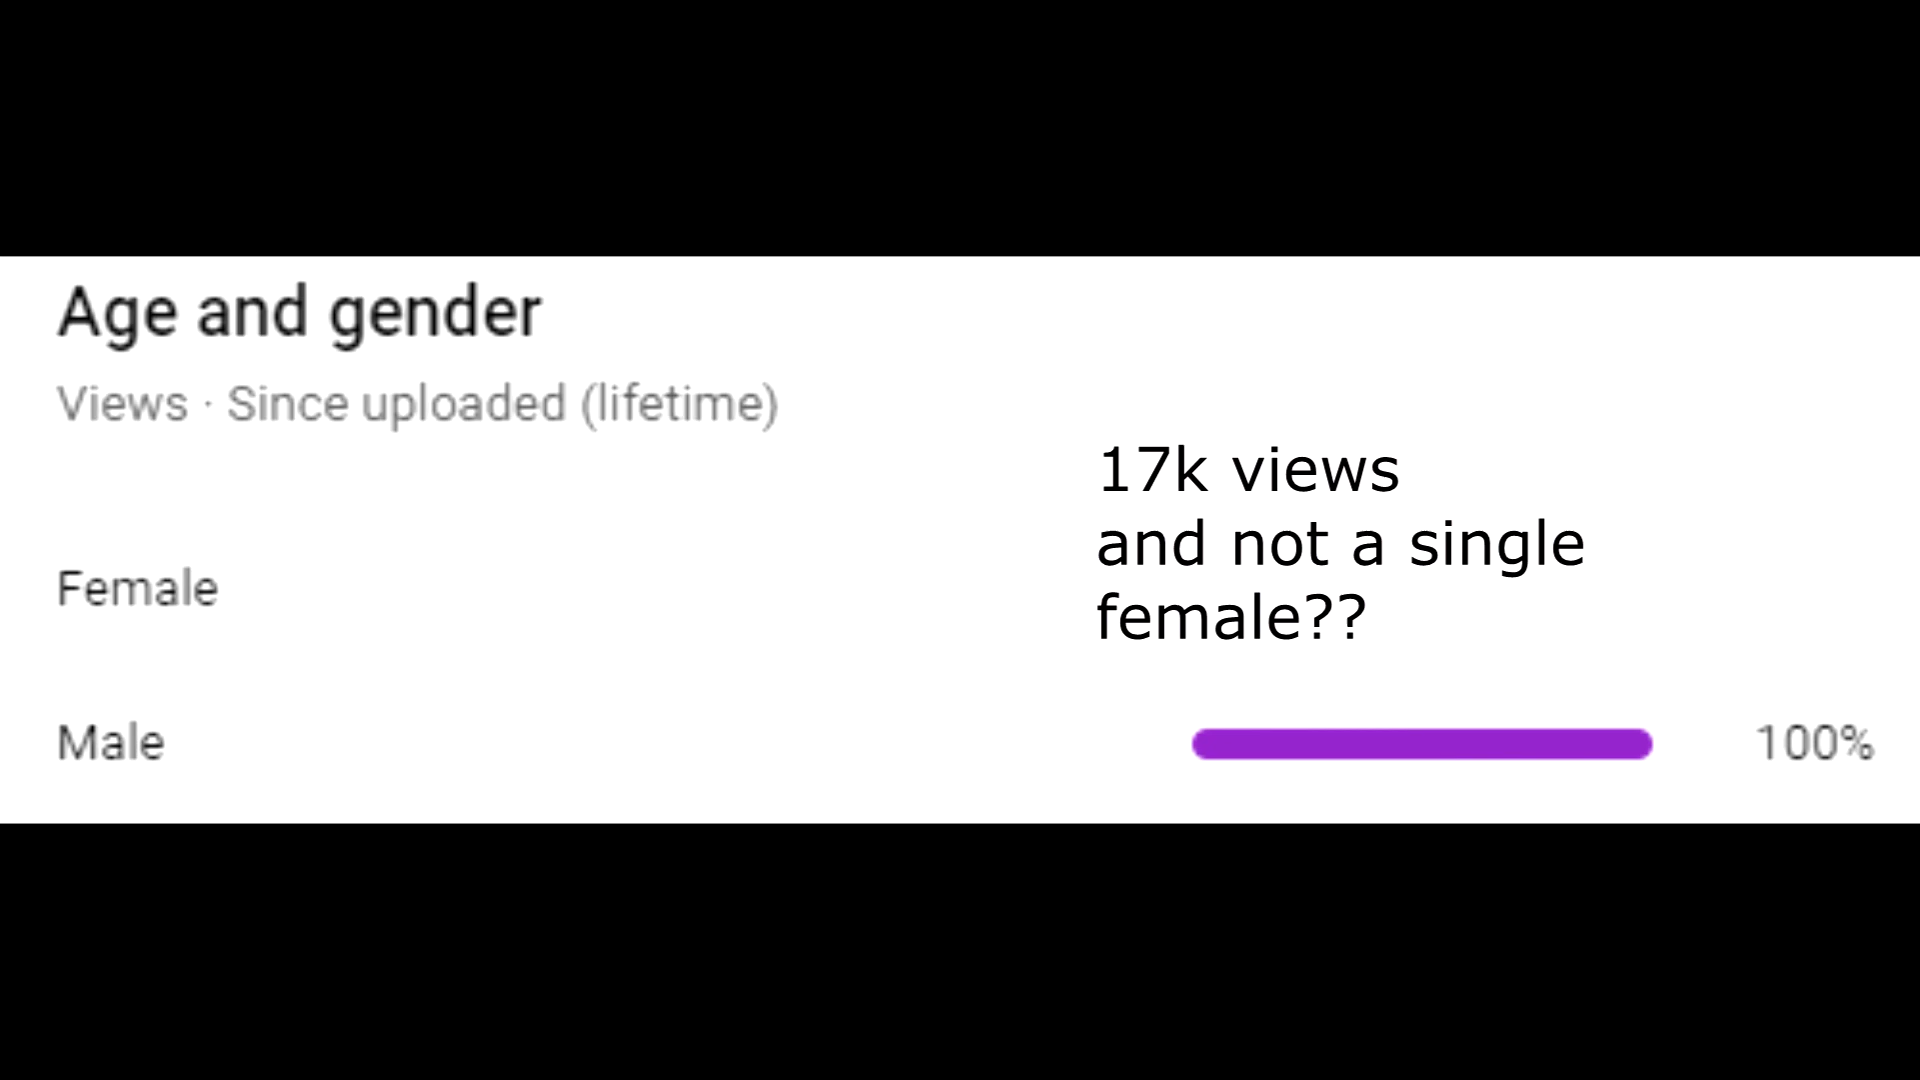 Age and gender
Views · Since uploaded (lifetime)
17k views
and not a single
female??
Female
Male 100%